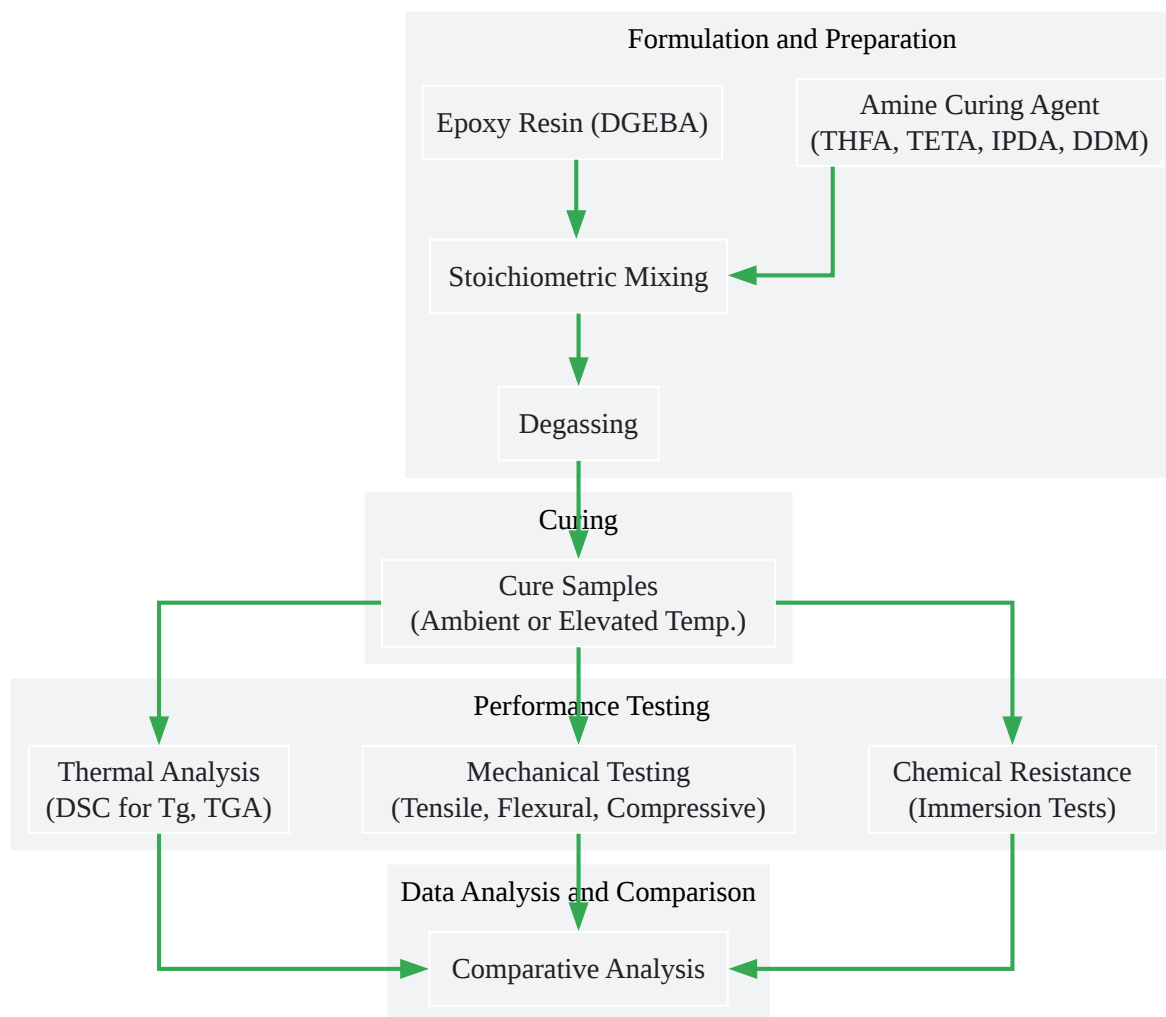 Formulation and Preparation
Epoxy Resin (DGEBA)
Amine Curing Agent
(THFA, TETA, IPDA, DDM)
Stoichiometric Mixing
Degassing
Curing
Cure Samples
(Ambient or Elevated Temp.)
Performance Testing
Thermal Analysis
(DSC for Tg, TGA)
Mechanical Testing
(Tensile, Flexural, Compressive)
Chemical Resistance
(Immersion Tests)
Data Analysis and Comparison
Comparative Analysis